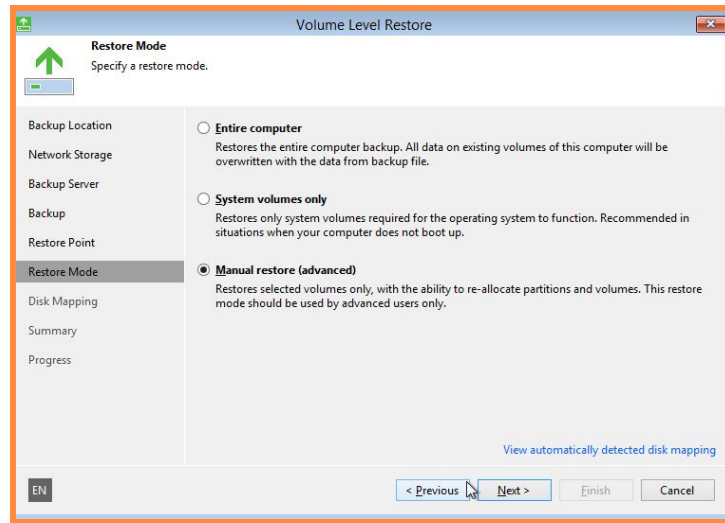 Volume Level Restore
Restore Mode
Specify a restore mode.
Backup Location
Network Storage
Backup Server
Backup
Restore Point
Restore Mode
Disk Mapping
Summary
Progress
Entire computer
Restores the entire computer backup. All data on existing volumes of this computer will be
overwritten with the data from backup file.
System volumes only
Restores only system volumes required for the operating system to function. Recommended in
situations when your computer does not boot up.
Manual restore (advanced)
Restores selected volumes only, with the ability to re-allocate partitions and volumes. This restore
mode should be used by advanced users only.
View automatically detected disk mapping
EN
< Previous
Next >
Finish
Cancel